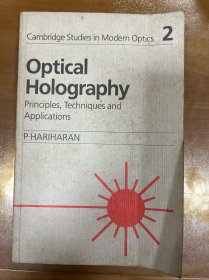 Cambridge Studies in Modern Optics 2
Optical
Holography
Principles, Techniques and
Applications
P. HARIHARAN